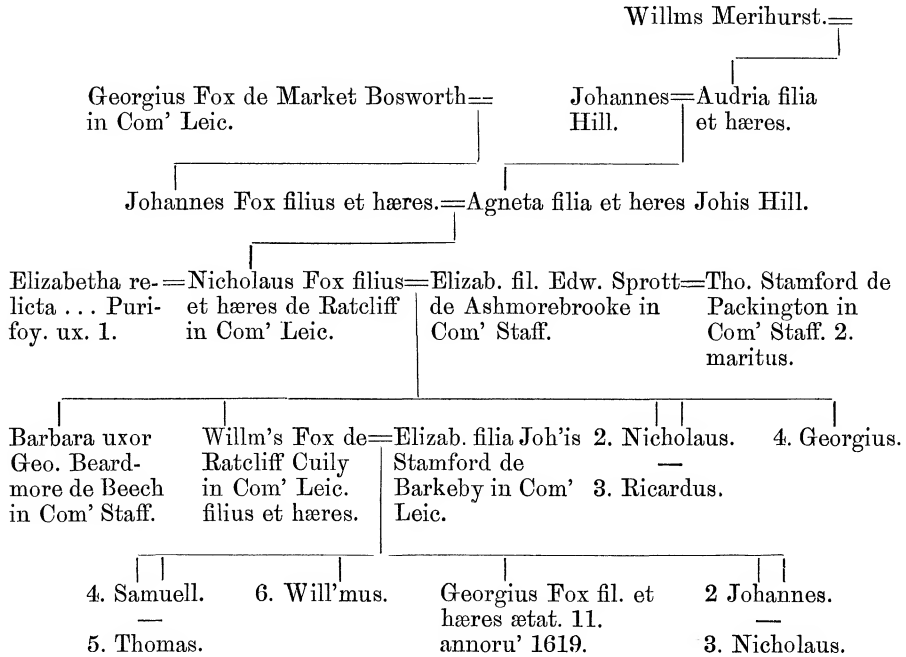 Willms Merihurst.=
Georgius Fox de Market Bosworth=
in Com' Leic.
Johannes=Audria filia
Hill. et hæres.
Johannes Fox filius et hæres.=Agneta filia et heres Johis Hill.
Elizabetha re-
licta ... Puri-
foy. ux. 1.
=Nicholaus Fox filius
et hæres de Ratcliff
in Com' Leic.
=Elizab. fil. Edw. Sprott
de Ashmorebrooke in
Com' Staff.
=Tho. Stamford de
Packington in
Com' Staff. 2.
maritus.
Barbara uxor
Geo. Beard-
more de Beech
in Com' Staff.
Willm's Fox de
Ratcliff Cuily
in Com' Leic.
filius et hæres.
=Elizab. filia Joh'is
Stamford de
Barkeby in Com'
Leic.
2. Nicholaus.
—
3. Ricardus.
4. Georgius.
4. Samuell.
—
5. Thomas.
6. Will'mus.
Georgius Fox fil. et
hæres ætat. 11.
annoru' 1619.
2 Johannes.
—
3. Nicholaus.